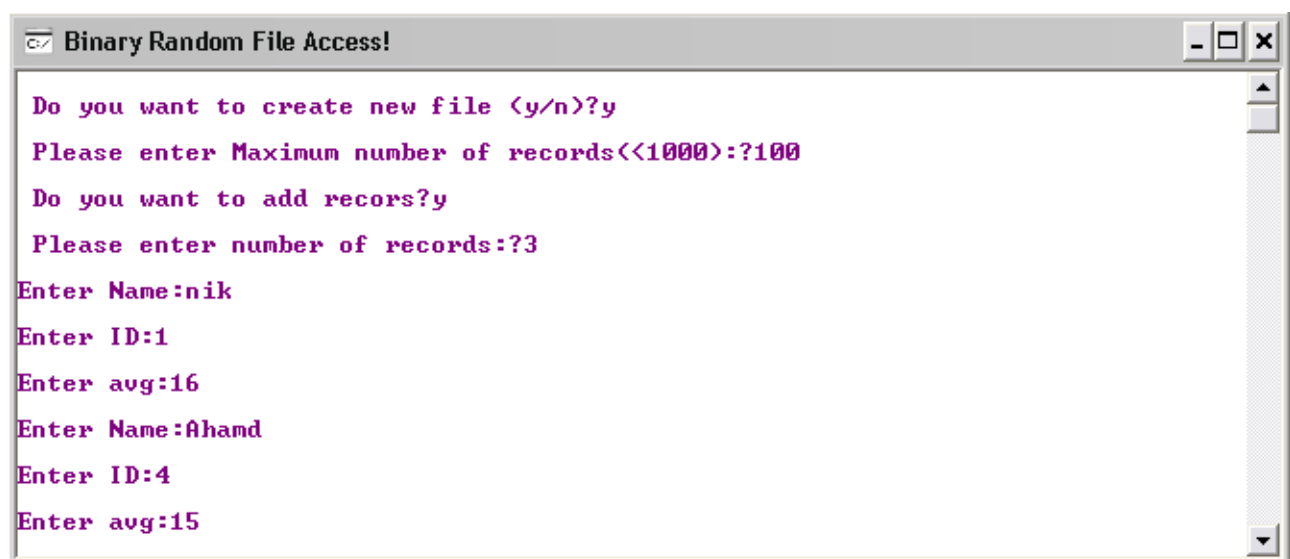 Binary Random File Access!
Do you want to create new file (y/n)?y
Please enter Maximum number of records(<1000):?100
Do you want to add recors?y
Please enter number of records:?3
Enter Name:nik
Enter ID:1
Enter avg:16
Enter Name:Ahamd
Enter ID:4
Enter avg:15